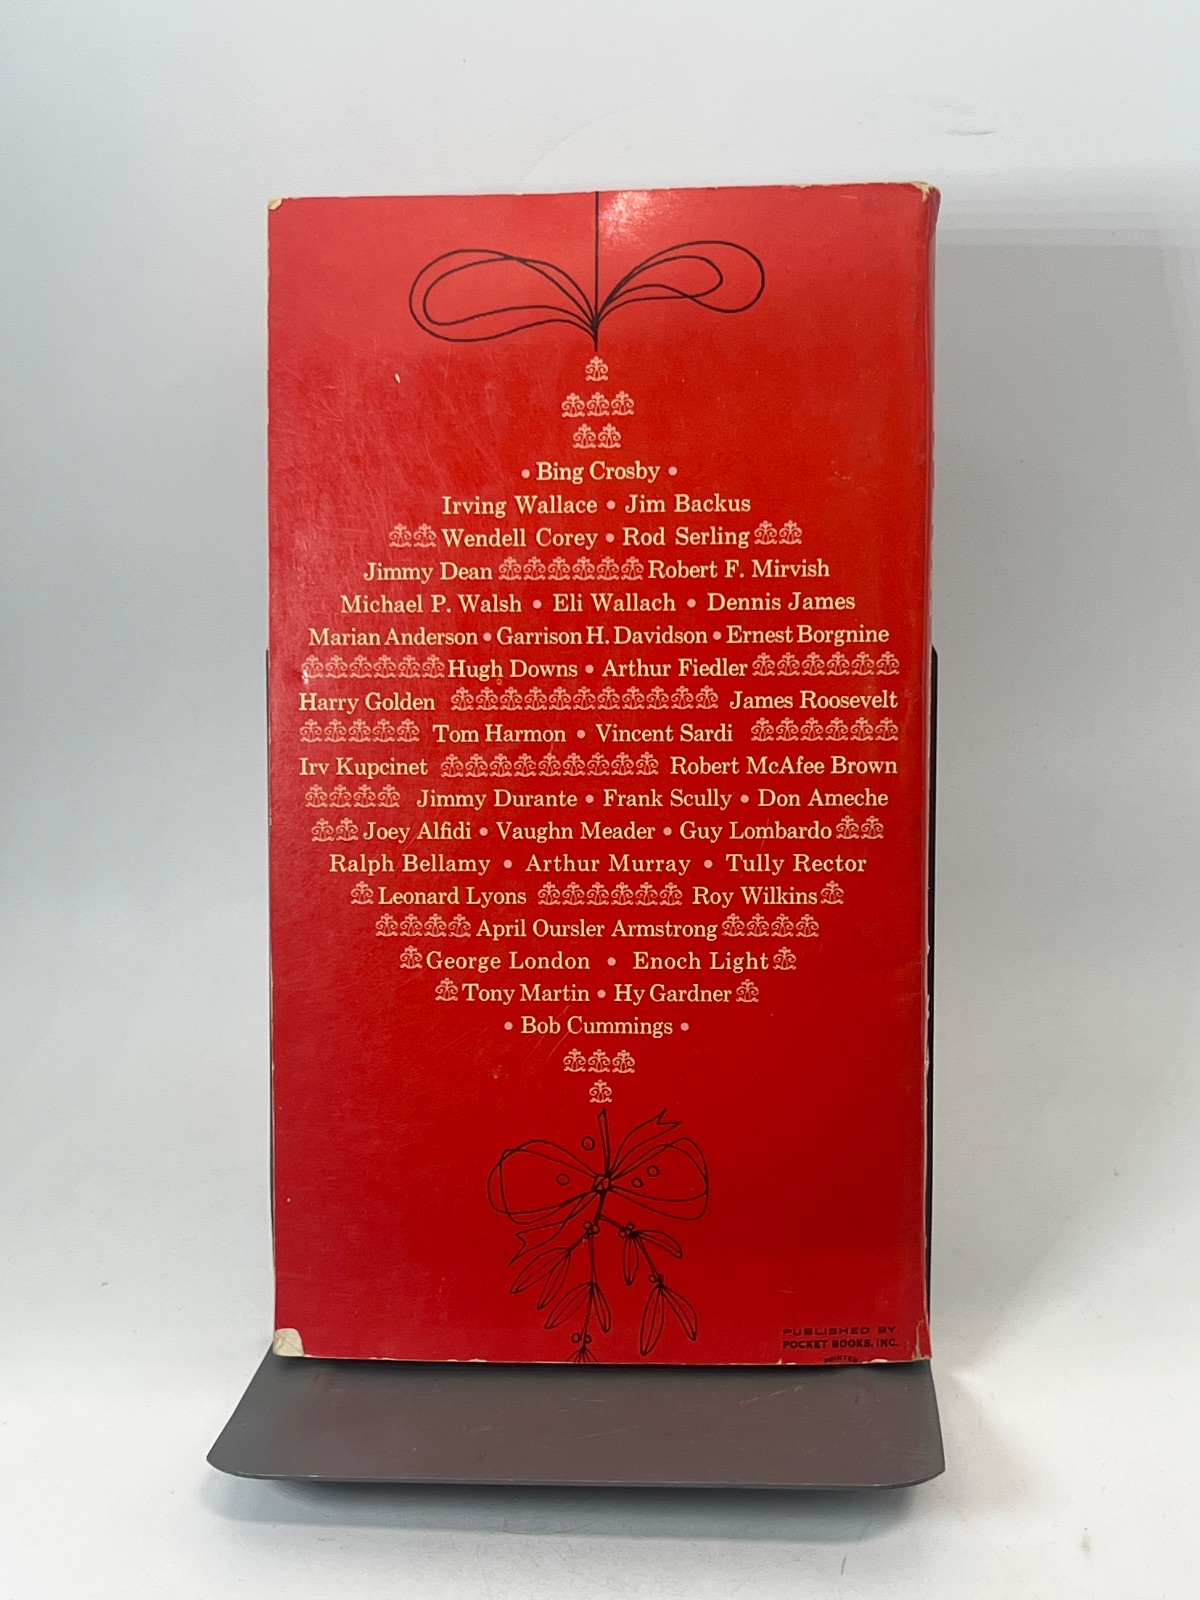 • Bing Crosby •
Irving Wallace • Jim Backus
Wendell Corey • Rod Serling
Jimmy Dean Robert F. Mirvish
Michael P. Walsh • Eli Wallach • Dennis James
Marian Anderson • Garrison H. Davidson • Ernest Borgnine
Hugh Downs • Arthur Fiedler
Harry Golden James Roosevelt
Tom Harmon • Vincent Sardi
Irv Kupcinet Robert McAfee Brown
Jimmy Durante • Frank Scully • Don Ameche
Joey Alfidi • Vaughn Meader • Guy Lombardo
Ralph Bellamy • Arthur Murray • Tully Rector
Leonard Lyons Roy Wilkins
April Oursler Armstrong
George London • Enoch Light
Tony Martin • Hy Gardner
• Bob Cummings •
PUBLISHED BY
POCKET BOOKS, INC.
PRINTED